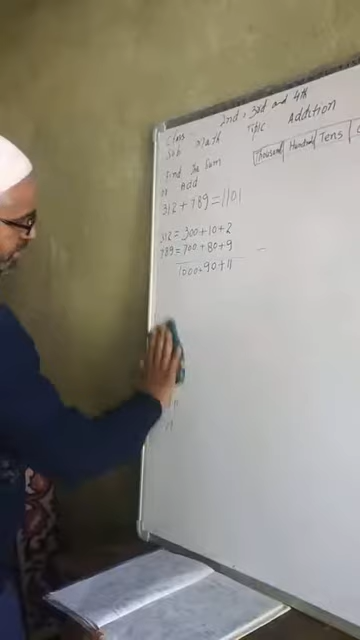 Class - 2nd, 3rd and 4th
Sub Math Topic Addition
Thousand Hundred Tens
Find The Sum
or Add
312 + 789 = 1101
312 = 300 + 10 + 2
789 = 700 + 80 + 9
1000 + 90 + 11